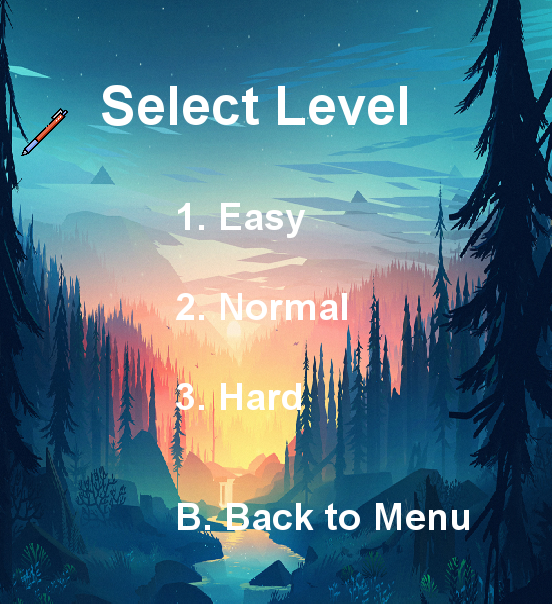 Select Level
1. Easy
2. Normal
3. Hard
B. Back to Menu